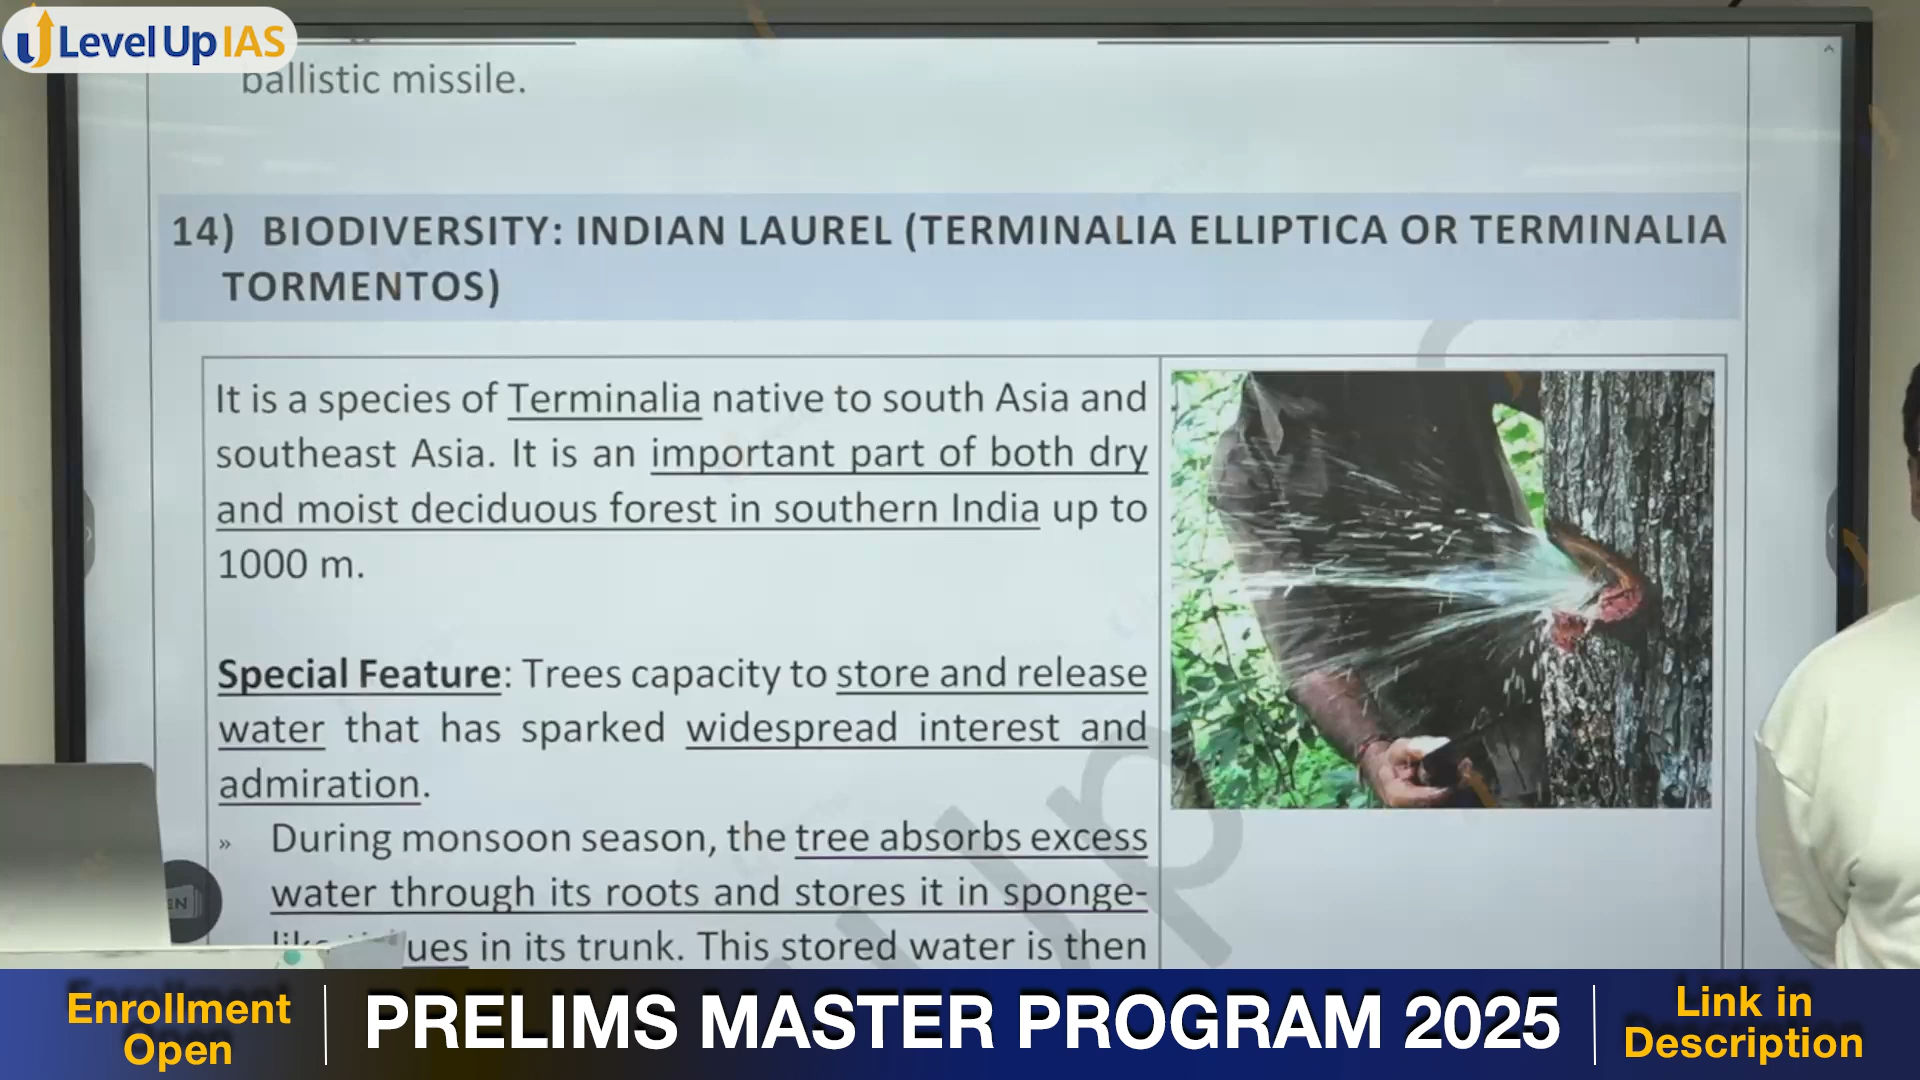 Level Up IAS
ballistic missile.
14) BIODIVERSITY: INDIAN LAUREL (TERMINALIA ELLIPTICA OR TERMINALIA
TORMENTOS)
It is a species of Terminalia native to south Asia and
southeast Asia. It is an important part of both dry
and moist deciduous forest in southern India up to
1000 m.
Special Feature: Trees capacity to store and release
water that has sparked widespread interest and
admiration.
» During monsoon season, the tree absorbs excess
water through its roots and stores it in sponge-
ues in its trunk. This stored water is then
Enrollment
Open
PRELIMS MASTER PROGRAM 2025
Link in
Description